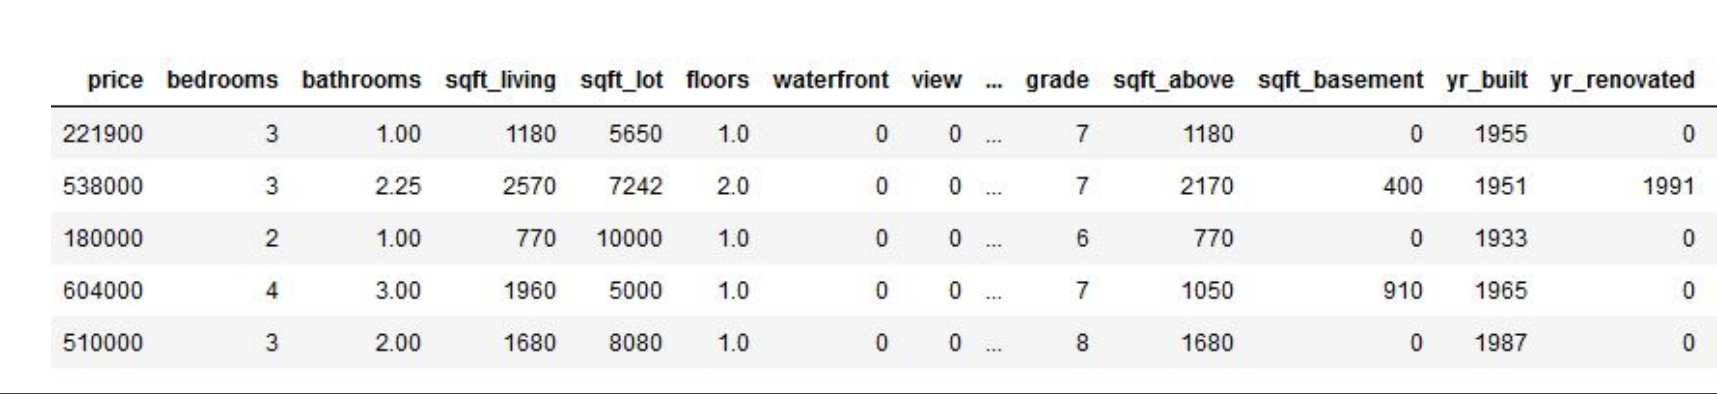 price bedrooms bathrooms sqft_living sqft_lot floors waterfront view ... grade sqft_above sqft_basement yr_built yr_renovated
221900 3 1.00 1180 5650 1.0 0 0 ... 7 1180 0 1955 0
538000 3 2.25 2570 7242 2.0 0 0 ... 7 2170 400 1951 1991
180000 2 1.00 770 10000 1.0 0 0 ... 6 770 0 1933 0
604000 4 3.00 1960 5000 1.0 0 0 ... 7 1050 910 1965 0
510000 3 2.00 1680 8080 1.0 0 0 ... 8 1680 0 1987 0